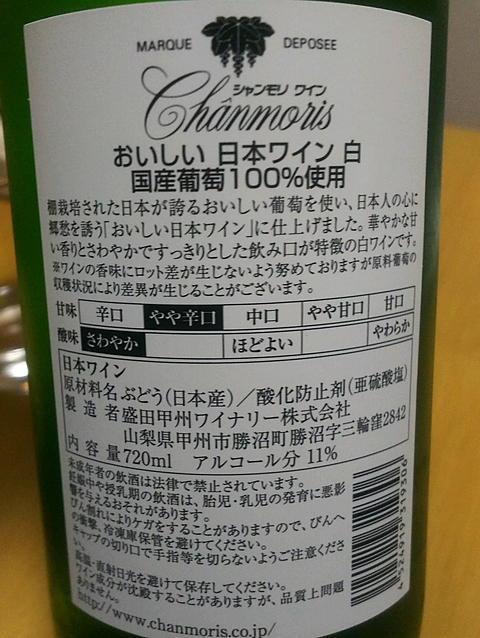 MARQUE DEPOSEE
シャンモリ ワイン
Chanmoris
おいしい 日本ワイン 白
国産葡萄100%使用
棚栽培された日本が誇るおいしい葡萄を使い、日本人の心に
郷愁を誘う「おいしい日本ワイン」に仕上げました。華やかな甘
い香りとさわやかですっきりとした飲み口が特徴の白ワインです。
※ワインの香味にロット差が生じないよう努めておりますが原料葡萄の
収穫状況により差異が生じることがございます。
甘味 辛口 やや辛口 中口 やや甘口 甘口
酸味 さわやか ほどよい やわらか
日本ワイン
原材料名 ぶどう(日本産)/酸化防止剤(亜硫酸塩)
製造者 盛田甲州ワイナリー株式会社
山梨県甲州市勝沼町勝沼字三輪窪2842
内容量 720ml アルコール分 11%
未成年者の飲酒は法律で禁止されています。
妊娠中や授乳期の飲酒は、胎児・乳児の発育に悪影
響を与えるおそれがあります。
びん割れによりケガをすることがありますので、びんへ
の衝撃、冷凍庫保管を避けてください。
キャップの切り口で手指等を切らないようご注意くださ
い。
高温・直射日光を避けて保存してください。
ワイン成分が沈殿することがありますが、品質上問題
ありません。
http://www.chanmoris.co.jp/